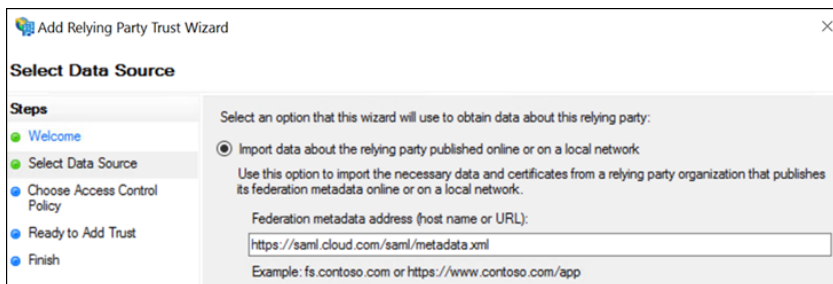 Add Relying Party Trust Wizard
Select Data Source
Steps
Welcome
Select Data Source
Choose Access Control
Policy
Ready to Add Trust
Finish
Select an option that this wizard will use to obtain data about this relying party:
Import data about the relying party published online or on a local network
Use this option to import the necessary data and certificates from a relying party organization that publishes
its federation metadata online or on a local network.
Federation metadata address (host name or URL):
https://saml.cloud.com/saml/metadata.xml
Example: fs.contoso.com or https://www.contoso.com/app